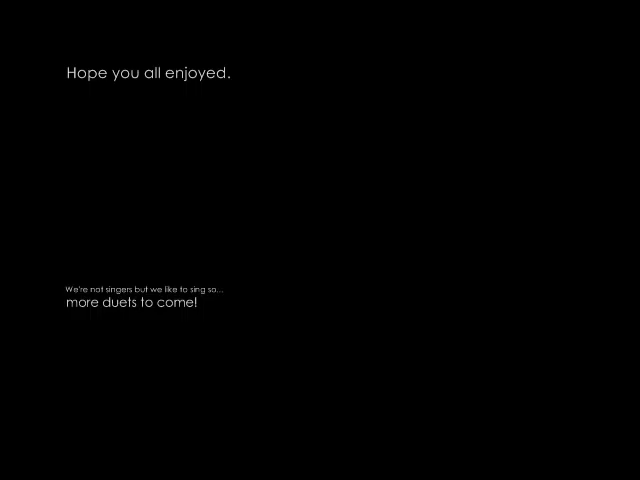 Hope you all enjoyed.
We're not singers but we like to sing so...
more duets to come!